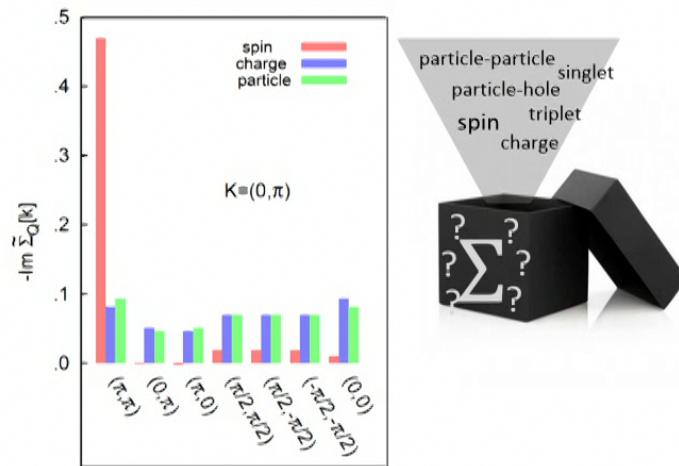 .5
.4
.3
.2
.1
.0
-Im Σ̃_Q[k]
spin
charge
particle
K=(0,π)
(π,π)
(0,π)
(π,0)
(π/2,π/2)
(π/2,-π/2)
(-π/2,-π/2)
(0,0)
particle-particle
singlet
particle-hole
triplet
spin
charge
? Σ ?
? ?
? ?